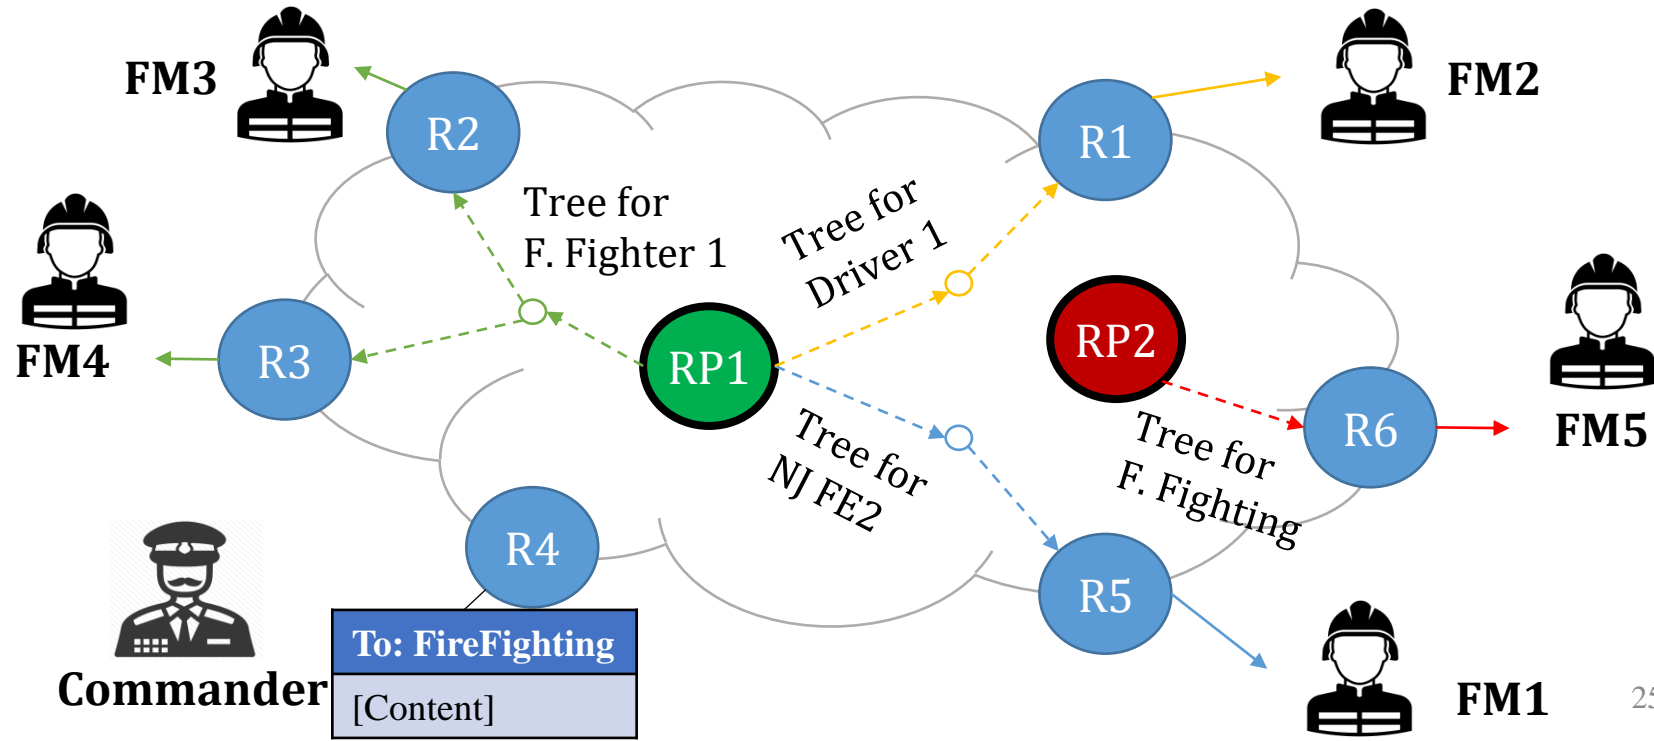 FM3
FM2
R2
R1
Tree for
F. Fighter 1
Tree for
Driver 1
FM4
R3
RP1
RP2
R6
FM5
Tree for
NJ FE2
Tree for
F. Fighting
R4
R5
Commander
To: FireFighting
[Content]
FM1
25